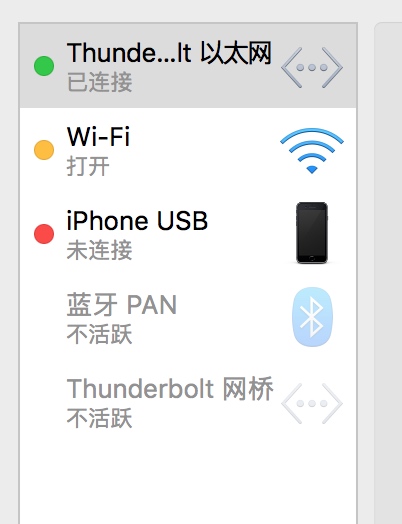 Thunde...lt 以太网
已连接
Wi-Fi
打开
iPhone USB
未连接
蓝牙 PAN
不活跃
Thunderbolt 网桥
不活跃